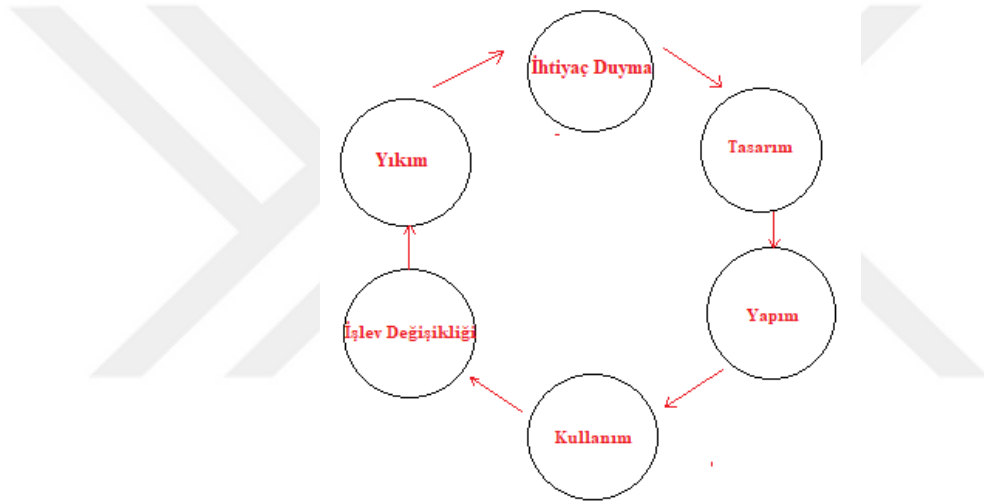 İhtiyaç Duyma
Tasarım
Yapım
Kullanım
İşlev Değişikliği
Yıkım